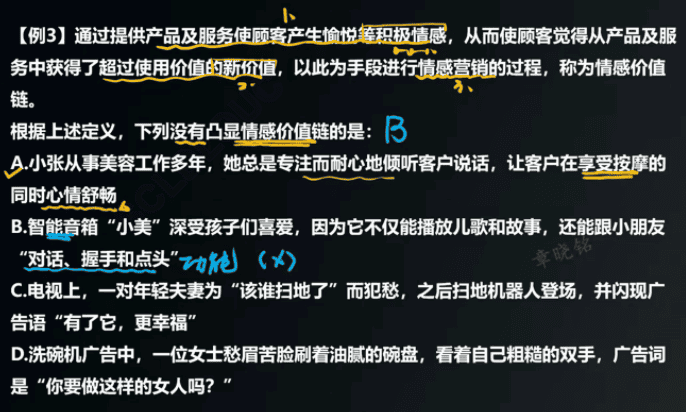 1、
【例3】通过提供产品及服务使顾客产生愉悦等积极情感，从而使顾客觉得从产品及服
务中获得了超过使用价值的新价值，以此为手段进行情感营销的过程，称为情感价值
2、 3、
链。
根据上述定义，下列没有凸显情感价值链的是： B
A.小张从事美容工作多年，她总是专注而耐心地倾听客户说话，让客户在享受按摩的
同时心情舒畅
B.智能音箱“小美”深受孩子们喜爱，因为它不仅能播放儿歌和故事，还能跟小朋友
“对话、握手和点头” 功能（×）
章晓铭
C.电视上，一对年轻夫妻为“该谁扫地了”而犯愁，之后扫地机器人登场，并闪现广
告语“有了它，更幸福”
D.洗碗机广告中，一位女士愁眉苦脸刷着油腻的碗盘，看着自己粗糙的双手，广告词
是“你要做这样的女人吗？”